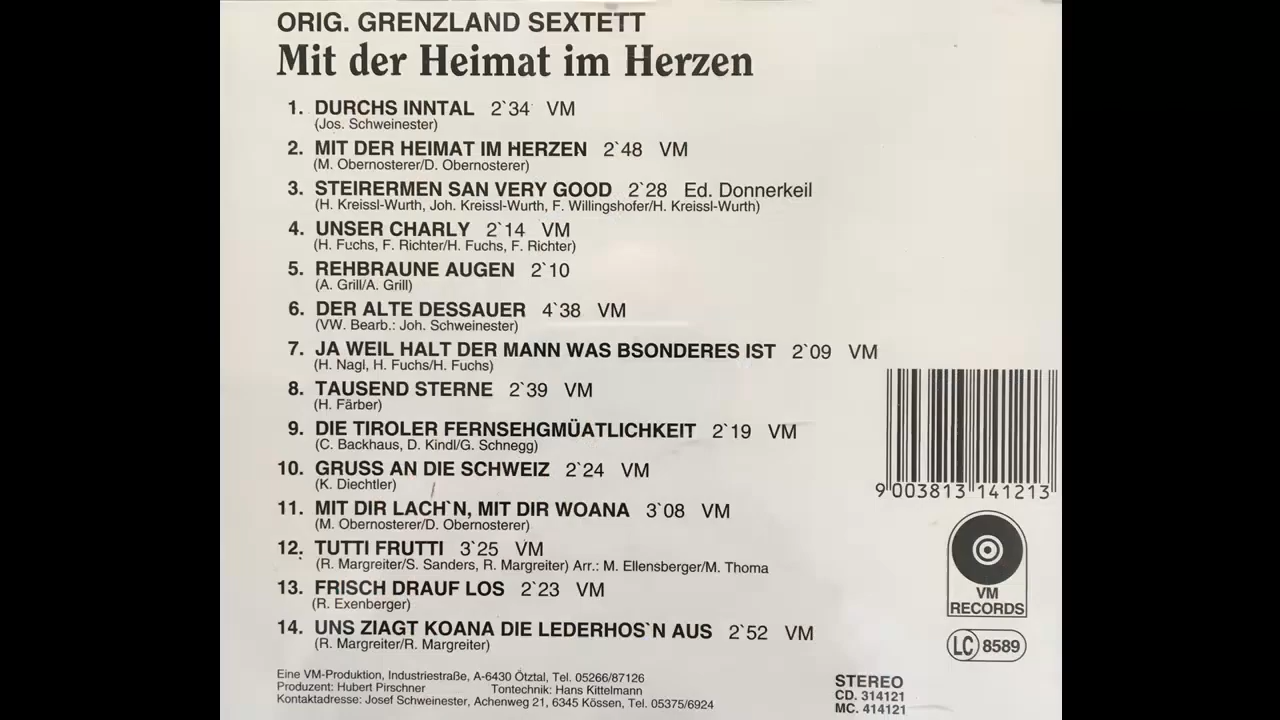 ORIG. GRENZLAND SEXTETT
Mit der Heimat im Herzen
1. DURCHS INNTAL 2`34 VM
(Jos. Schweinester)
2. MIT DER HEIMAT IM HERZEN 2`48 VM
(M. Obernosterer/D. Obernosterer)
3. STEIRERMEN SAN VERY GOOD 2`28 Ed. Donnerkeil
(H. Kreissl-Wurth, Joh. Kreissl-Wurth, F. Willingshofer/H. Kreissl-Wurth)
4. UNSER CHARLY 2`14 VM
(H. Fuchs, F. Richter/H. Fuchs, F. Richter)
5. REHBRAUNE AUGEN 2`10
(A. Grill/A. Grill)
6. DER ALTE DESSAUER 4`38 VM
(VW. Bearb.: Joh. Schweinester)
7. JA WEIL HALT DER MANN WAS BSONDERES IST 2`09 VM
(H. Nagl, H. Fuchs/H. Fuchs)
8. TAUSEND STERNE 2`39 VM
(H. Färber)
9. DIE TIROLER FERNSEHGMÜATLICHKEIT 2`19 VM
(C. Backhaus, D. Kindl/G. Schnegg)
10. GRUSS AN DIE SCHWEIZ 2`24 VM
(K. Diechtler)
11. MIT DIR LACH`N, MIT DIR WOANA 3`08 VM
(M. Obernosterer/D. Obernosterer)
12. TUTTI FRUTTI 3`25 VM
(R. Margreiter/S. Sanders, R. Margreiter) Arr.: M. Ellensberger/M. Thoma
13. FRISCH DRAUF LOS 2`23 VM
(R. Exenberger)
14. UNS ZIAGT KOANA DIE LEDERHOS`N AUS 2`52 VM
(R. Margreiter/R. Margreiter)
9 003813 141213
VM
RECORDS
LC 8589
Eine VM-Produktion, Industriestraße, A-6430 Ötztal, Tel. 05266/87126
Produzent: Hubert Pirschner Tontechnik: Hans Kittelmann
Kontaktadresse: Josef Schweinester, Achenweg 21, 6345 Kössen, Tel. 05375/6924
STEREO
CD. 314121
MC. 414121